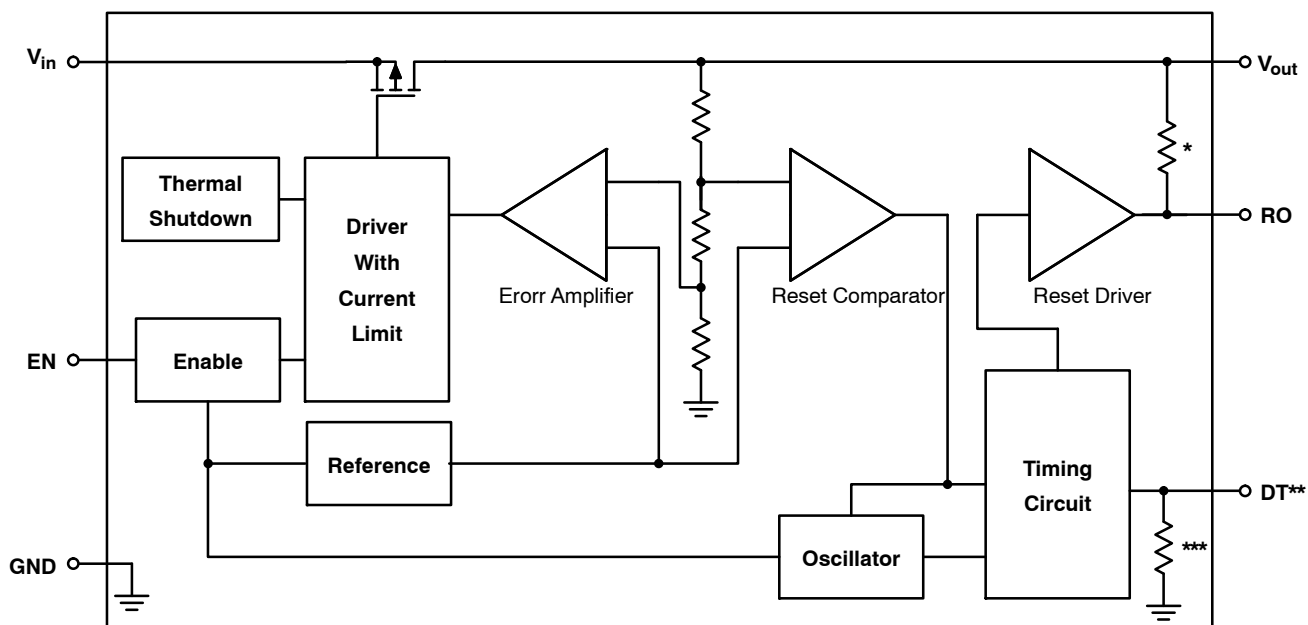 Vin
Vout
*
Thermal
Shutdown
Driver
With
Current
Limit
RO
Erorr Amplifier
Reset Comparator
Reset Driver
EN
Enable
Reference
Timing
Circuit
DT**
Oscillator
***
GND